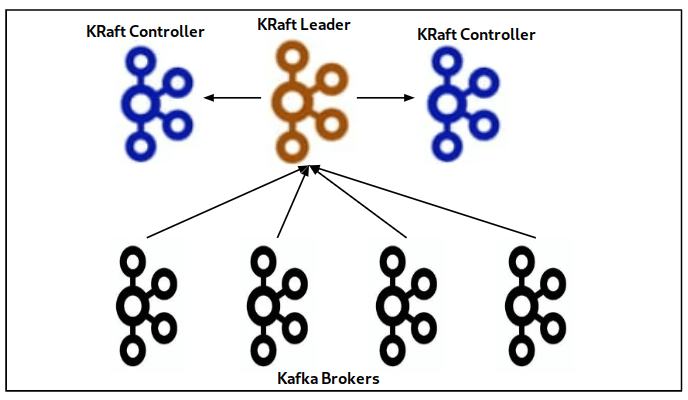 KRaft Controller
KRaft Leader
KRaft Controller
Kafka Brokers